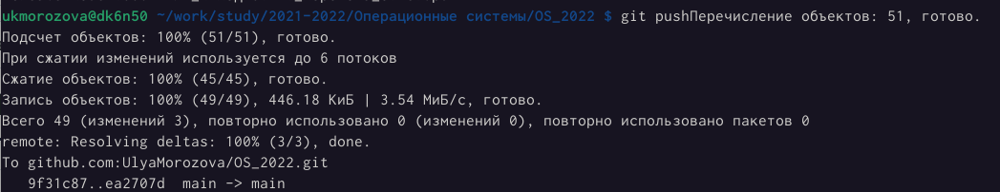 ukmorozova@dk6n50 ~/work/study/2021-2022/Операционные системы/OS_2022 $ git pushПеречисление объектов: 51, готово.
Подсчет объектов: 100% (51/51), готово.
При сжатии изменений используется до 6 потоков
Сжатие объектов: 100% (45/45), готово.
Запись объектов: 100% (49/49), 446.18 КиБ | 3.54 МиБ/с, готово.
Всего 49 (изменений 3), повторно использовано 0 (изменений 0), повторно использовано пакетов 0
remote: Resolving deltas: 100% (3/3), done.
To github.com:UlyaMorozova/OS_2022.git
   9f31c87..ea2707d  main -> main